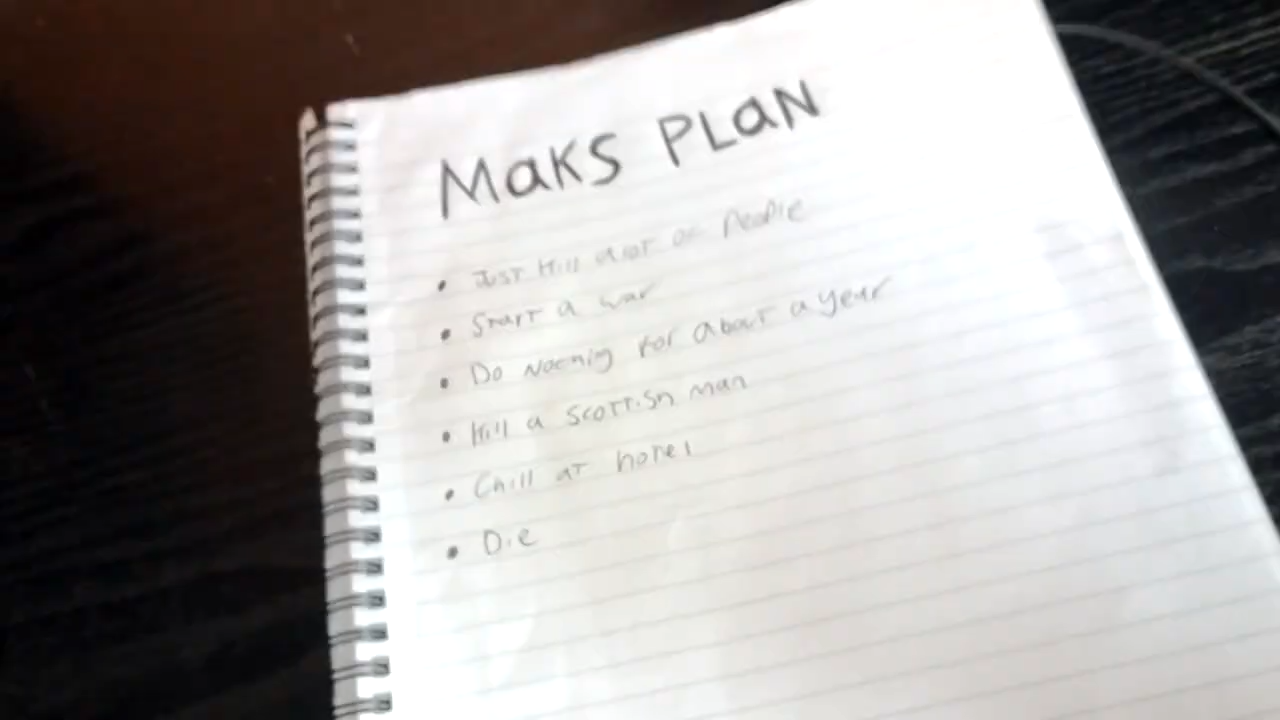 MaKS PLaN
• Just Kill alot of People
• Start a war
• Do Nothig for about a year
• Kill a Scottish man
• Chill at hotel
• Die